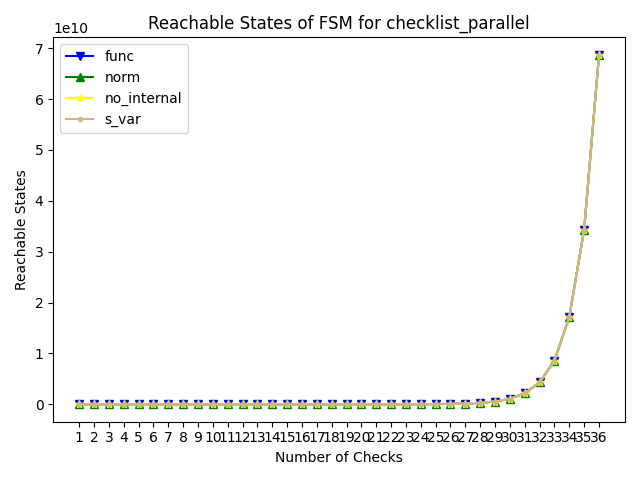 Reachable States of FSM for checklist_parallel
1e10
7
6
5
4
3
2
1
0
Reachable States
func
norm
no_internal
s_var
1 2 3 4 5 6 7 8 9 10 11 12 13 14 15 16 17 18 19 20 21 22 23 24 25 26 27 28 29 30 31 32 33 34 35 36
Number of Checks